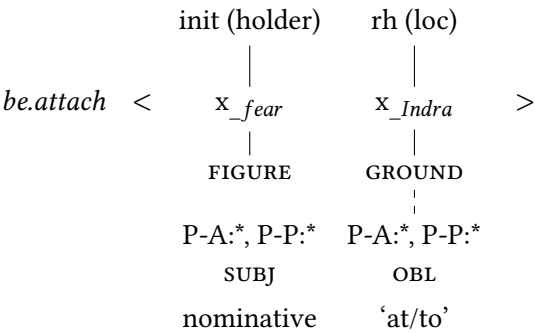 init (holder) rh (loc)
be.attach < x_fear x_Indra >
FIGURE GROUND
P-A:*, P-P:* P-A:*, P-P:*
SUBJ OBL
nominative ‘at/to’